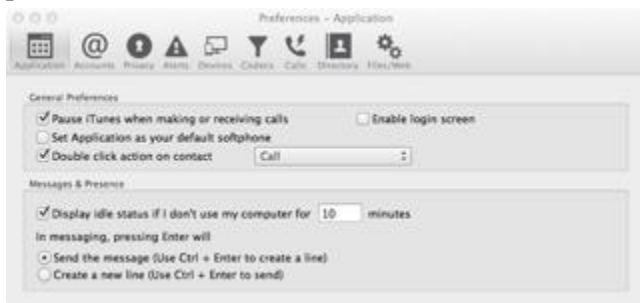 Preferences - Application
Application Accounts Privacy Alerts Devices Codecs Calls Directory Files/Web
General Preferences
Pause iTunes when making or receiving calls Enable login screen
Set Application as your default softphone
Double click action on contact Call
Messages & Presence
Display idle status if I don't use my computer for 10 minutes
In messaging, pressing Enter will
Send the message (Use Ctrl + Enter to create a line)
Create a new line (Use Ctrl + Enter to send)